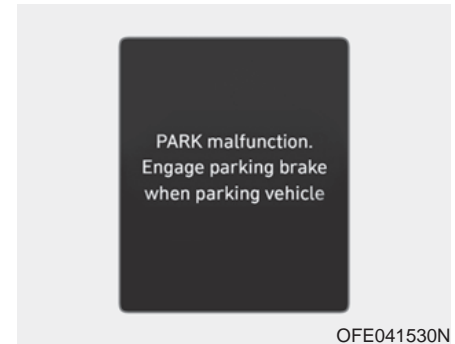 PARK malfunction.
Engage parking brake
when parking vehicle
OFE041530N